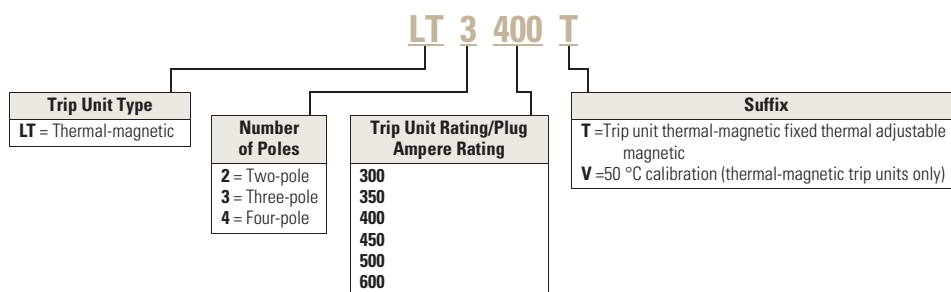 LT 3 400 T
Trip Unit Type
LT = Thermal-magnetic
Number
of Poles
2 = Two-pole
3 = Three-pole
4 = Four-pole
Trip Unit Rating/Plug
Ampere Rating
300
350
400
450
500
600
Suffix
T =Trip unit thermal-magnetic fixed thermal adjustable
magnetic
V =50 °C calibration (thermal-magnetic trip units only)